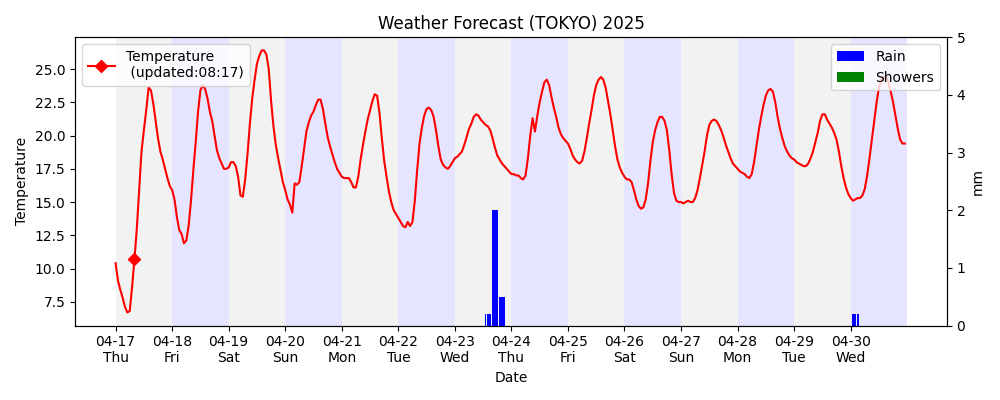 Weather Forecast (TOKYO) 2025
Temperature
(updated:08:17)
Rain
Showers
Temperature
25.0
22.5
20.0
17.5
15.0
12.5
10.0
7.5
5
4
3
2
1
0
mm
04-17 04-18 04-19 04-20 04-21 04-22 04-23 04-24 04-25 04-26 04-27 04-28 04-29 04-30
Thu Fri Sat Sun Mon Tue Wed Thu Fri Sat Sun Mon Tue Wed
Date